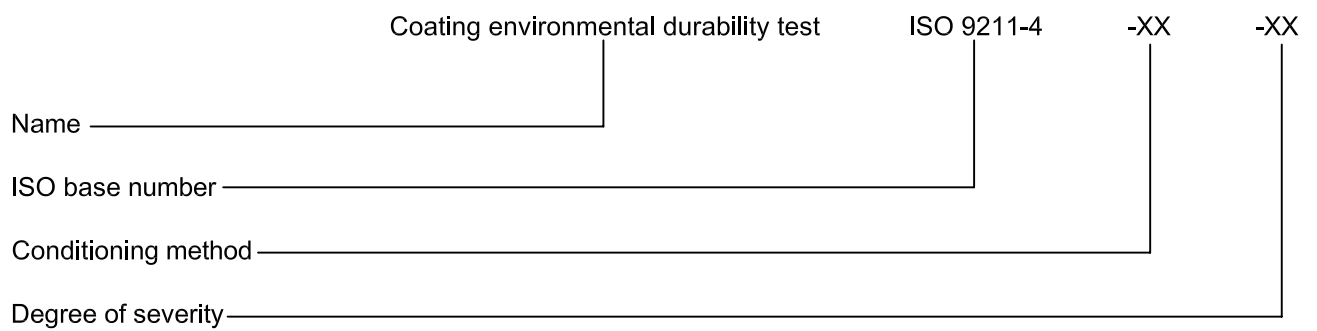 Coating environmental durability test ISO 9211-4 -XX -XX
Name
ISO base number
Conditioning method
Degree of severity